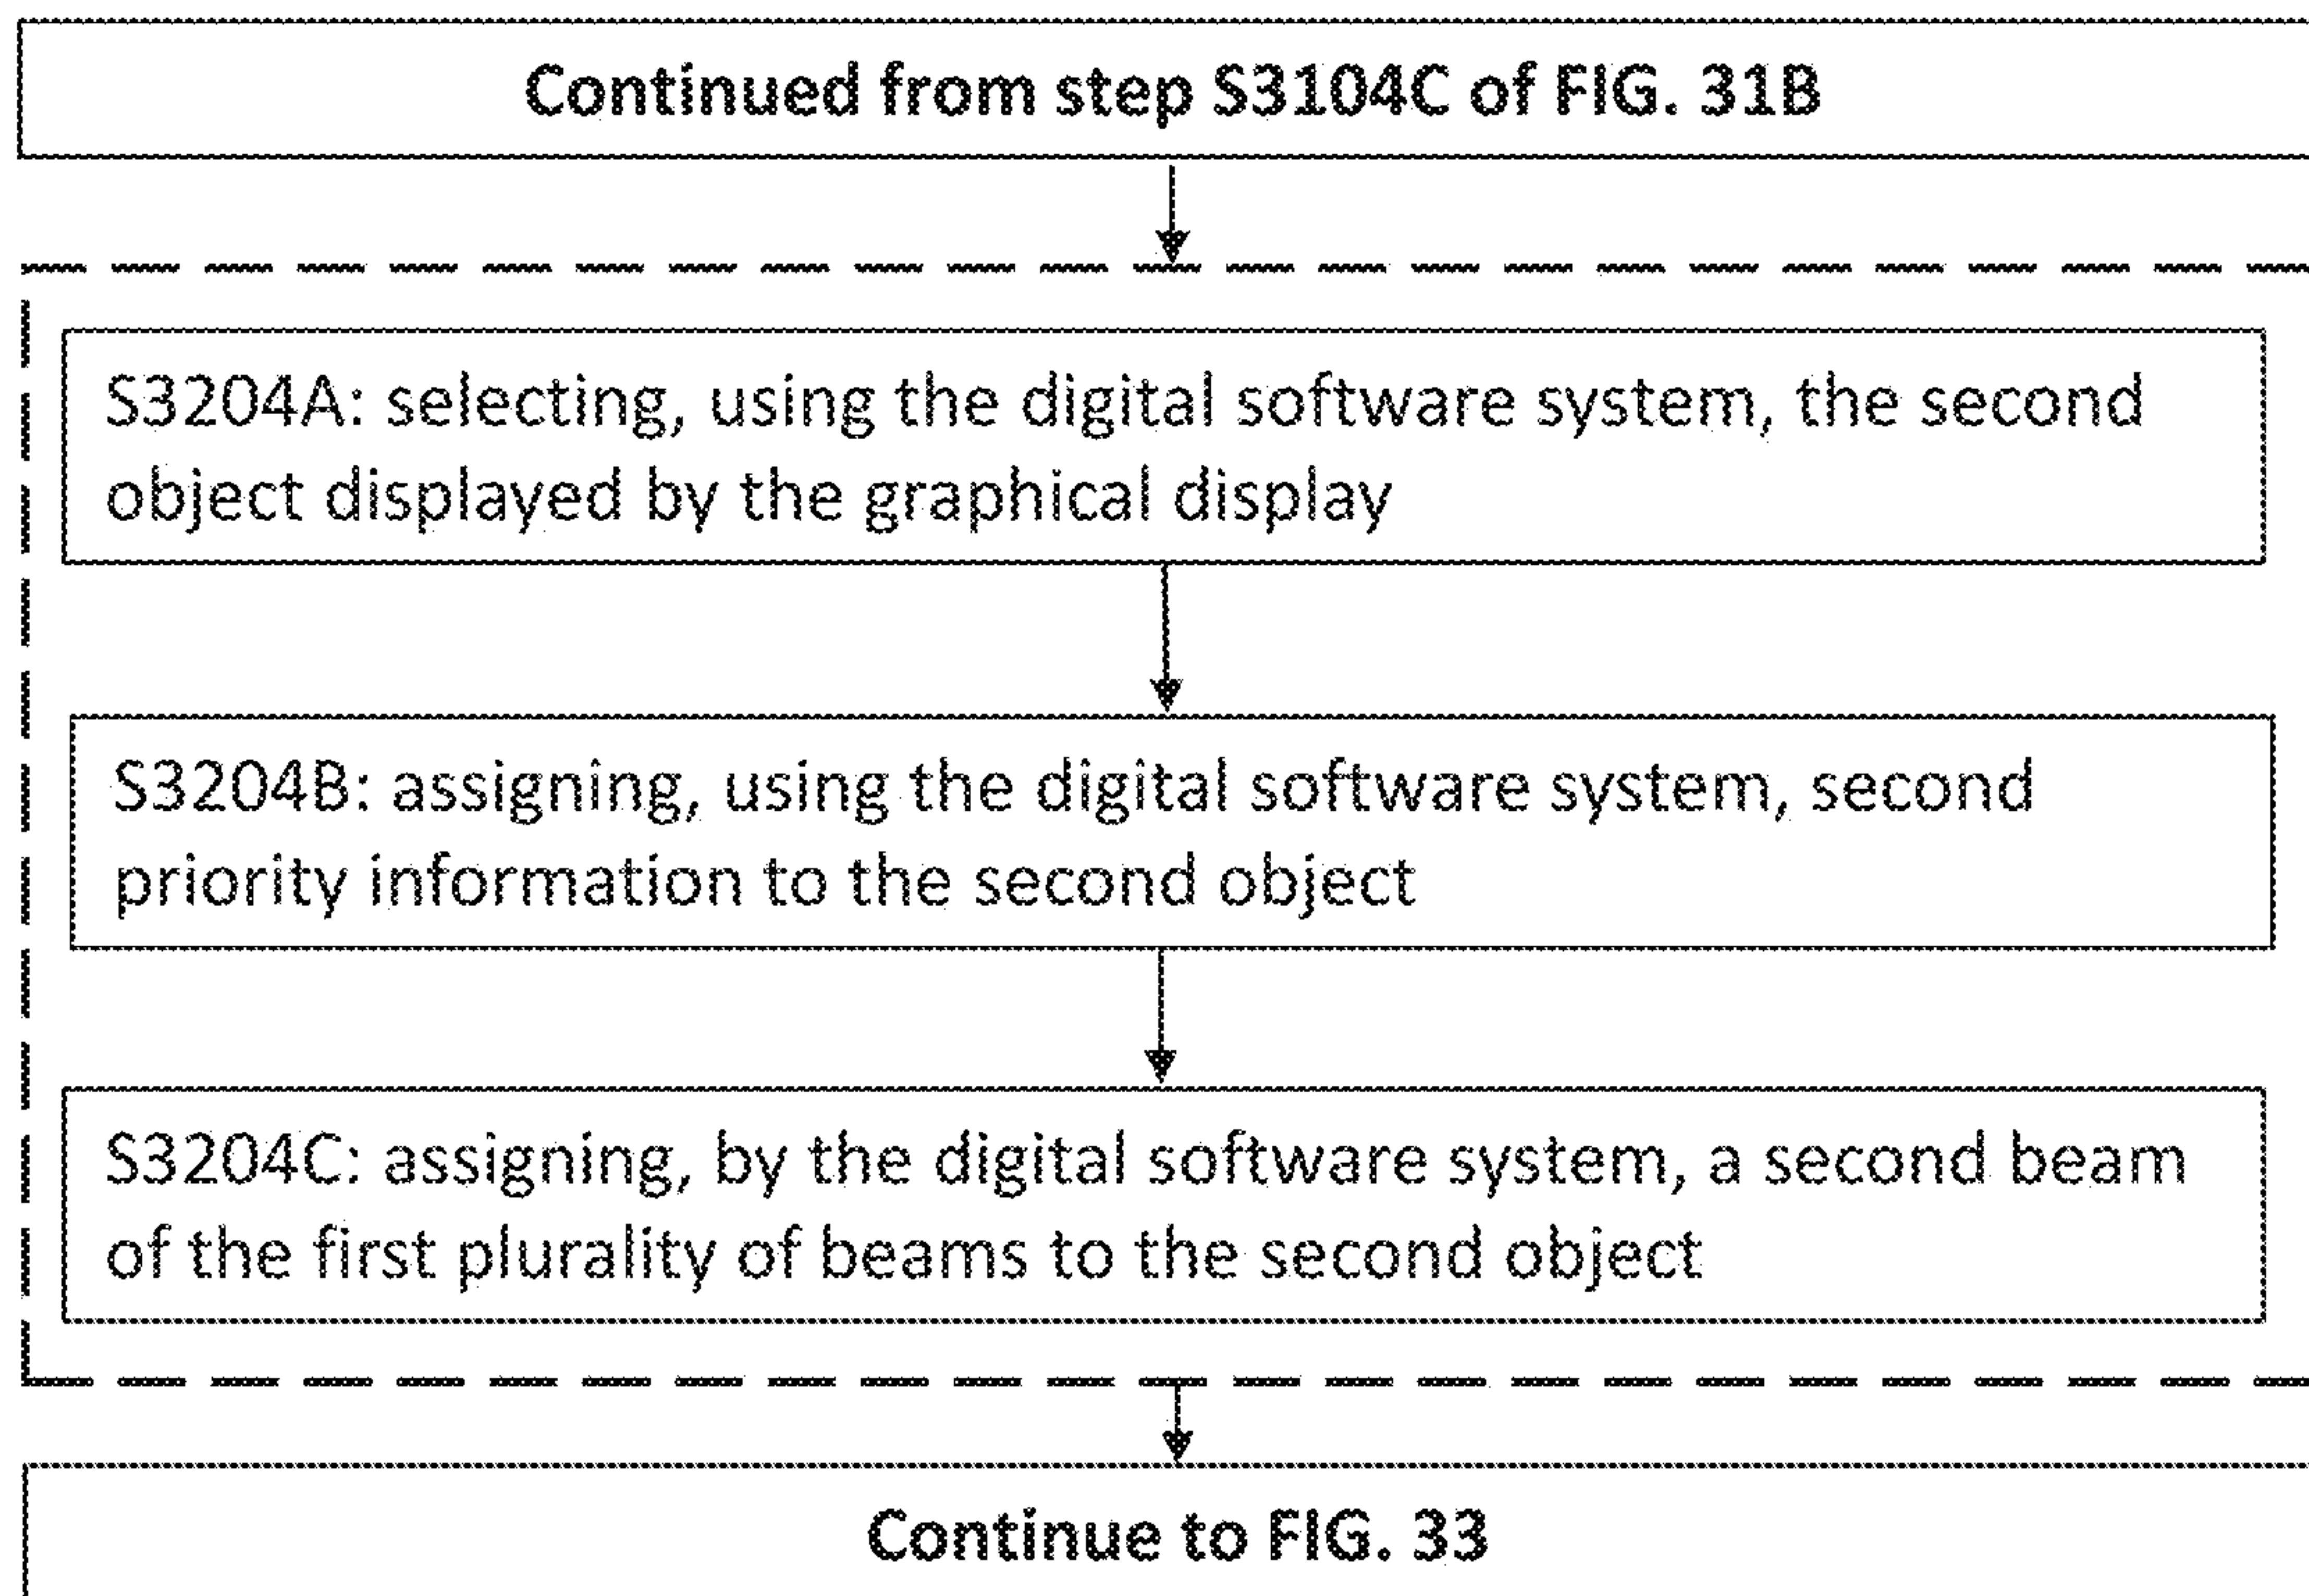 Continued from step S3104C of FIG. 31B
S3204A: selecting, using the digital software system, the second
object displayed by the graphical display
S3204B: assigning, using the digital software system, second
priority information to the second object
S3204C: assigning, by the digital software system, a second beam
of the first plurality of beams to the second object
Continue to FIG. 33